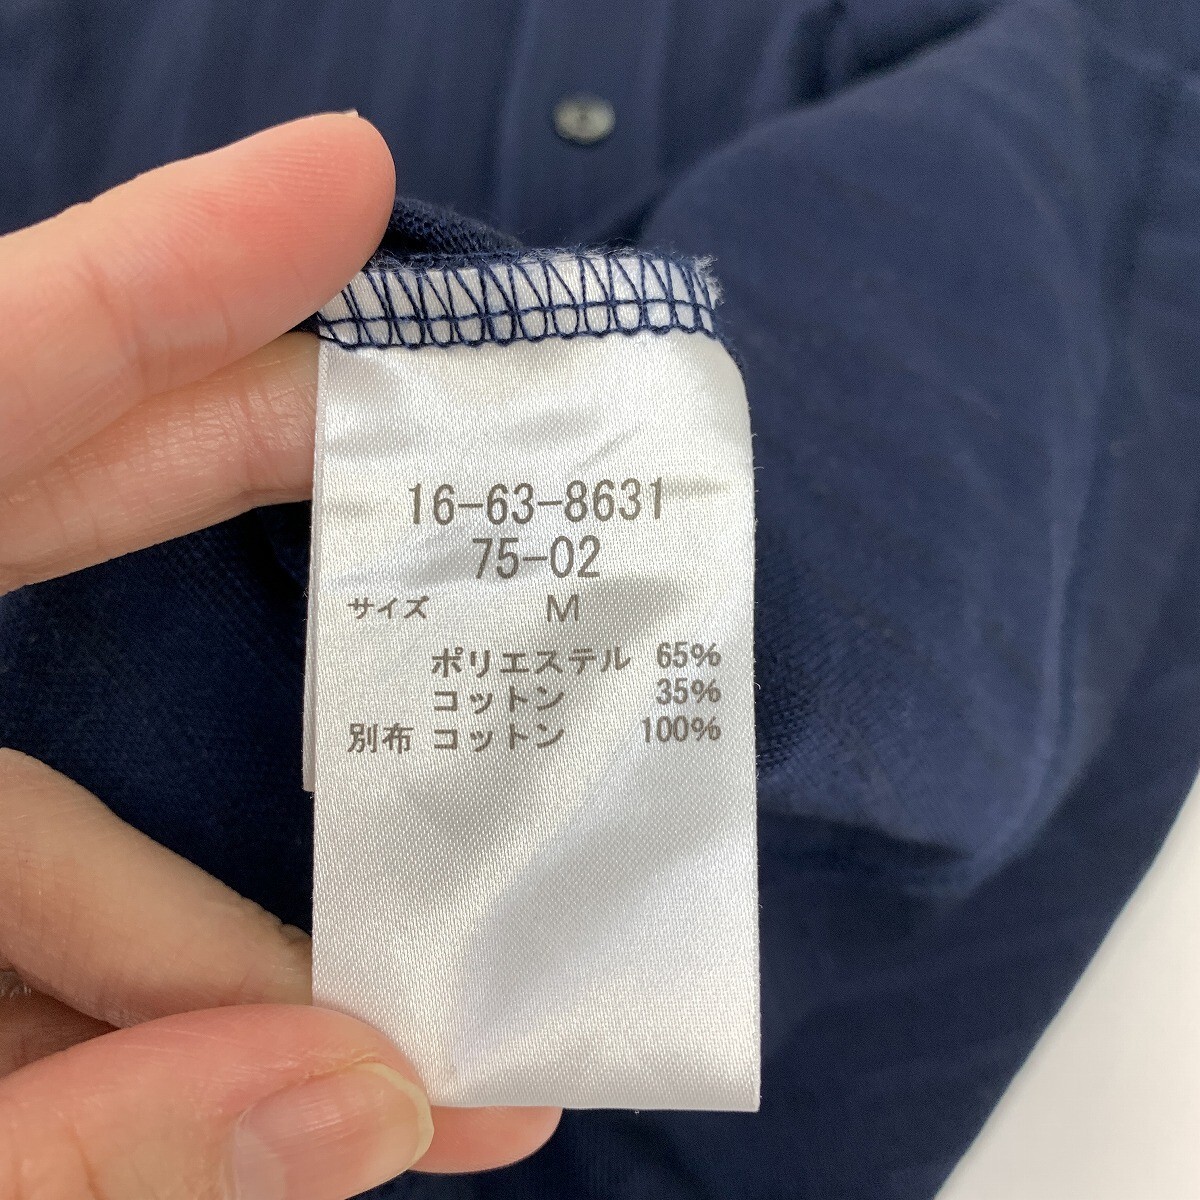 16-63-8631
75-02
サイズ M
ポリエステル 65%
コットン 35%
別布 コットン 100%